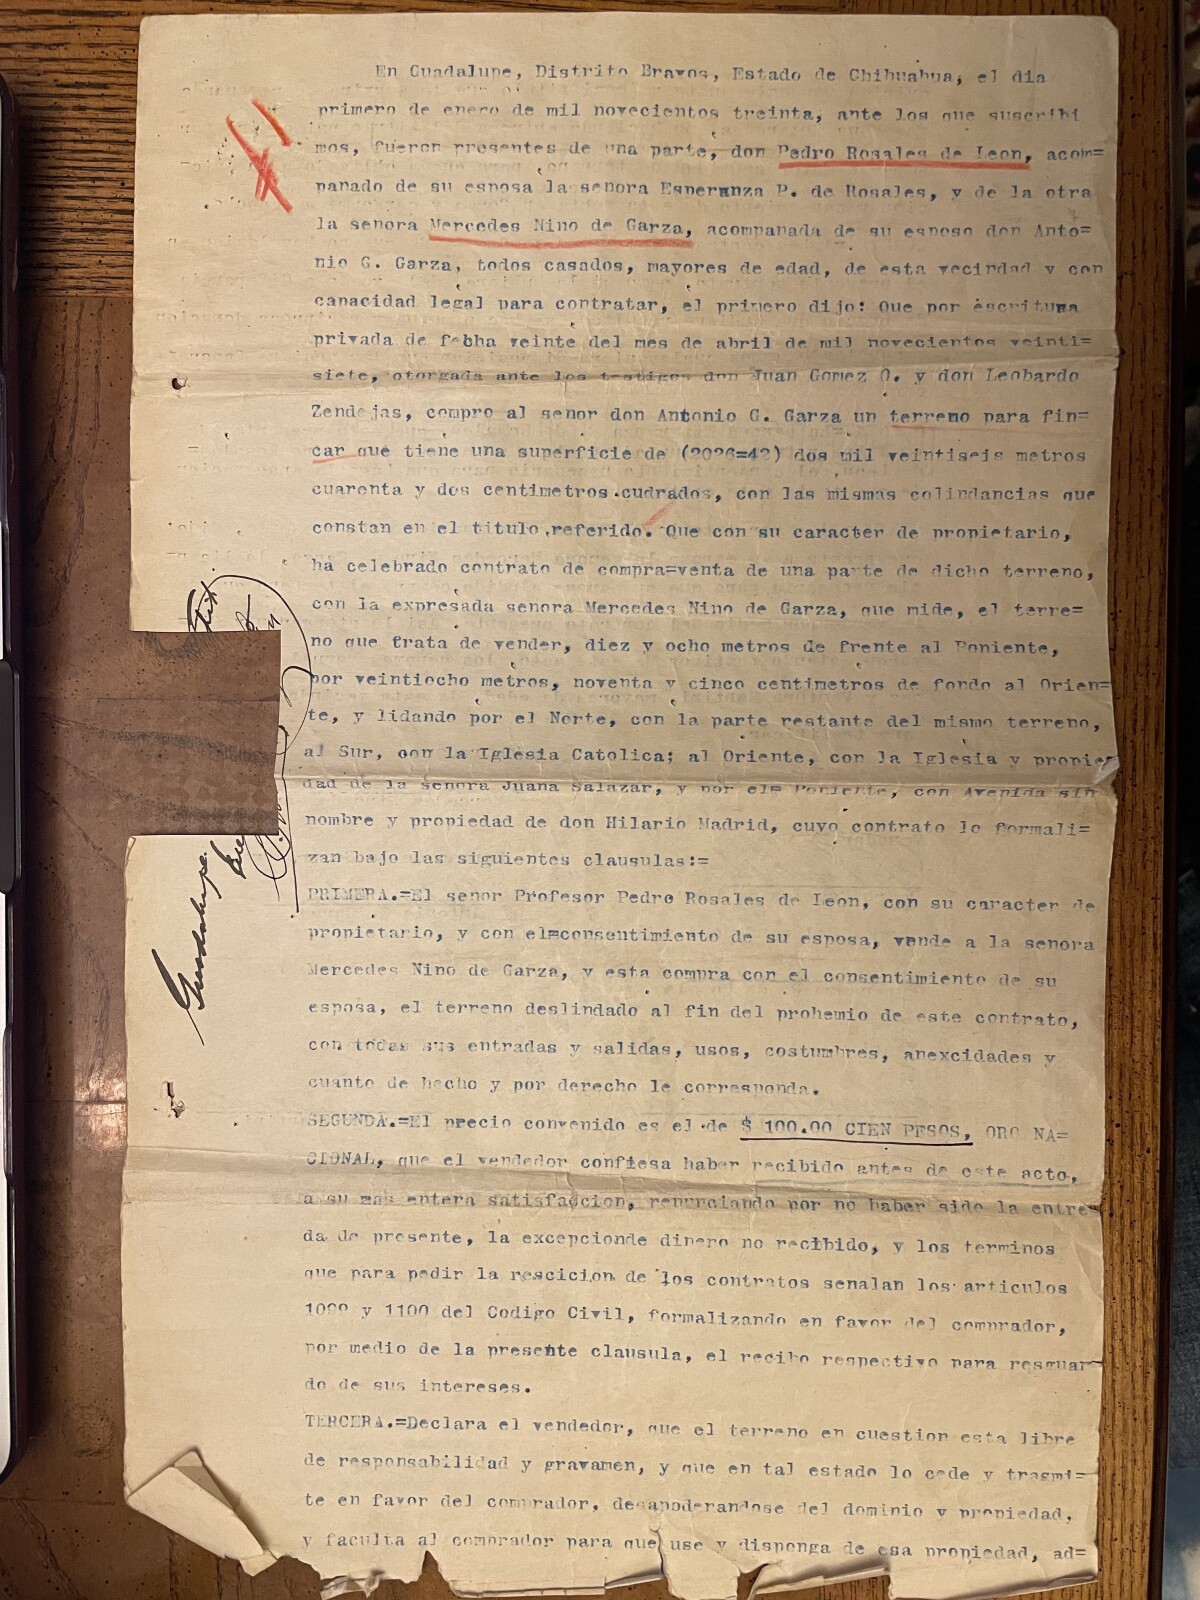 En Guadalupe, Distrito Bravos, Estado de Chihuahua, el dia
primero de enero de mil novecientos treinta, ante los que suscribi
mos, fueron presentes de una parte, don Pedro Rosales de Leon, acom=
panado de su esposa la senora Esperanza P. de Rosales, y de la otra
la senora Mercedes Nino de Garza, acompanada de su esposo don Anto=
nio G. Garza, todos casados, mayores de edad, de esta vecirdad y con
capacidad legal para contratar, el primero dijo: Que por escritura
privada de fecha veinte del mes de abril de mil novecientos veinti=
siete, otorgada ante los testigos don Juan Gomez O. y don Leobardo
Zendejas, compro al senor don Antonio G. Garza un terreno para fin=
car que tiene una superficie de (2026=42) dos mil veintiseis metros
cuarenta y dos centimetros cudrados, con las mismas colindancias que
constan en el titulo referido. Que con su caracter de propietario,
ha celebrado contrato de compra=venta de una parte de dicho terreno,
con la expresada senora Mercedes Nino de Garza, que mide, el terre=
no que trata de vender, diez y ocho metros de frente al Poniente,
por veintiocho metros, noventa y cinco centimetros de fordo al Orien=
te, y lidando por el Norte, con la parte restante del mismo terreno,
al Sur, con la Iglesia Catolica; al Oriente, con la Iglesia y propie
dad de la senora Juana Salazar, y por el= Poniente, con Avenida sin
nombre y propiedad de don Hilario Madrid, cuyo contrato lo formali=
zan bajo las siguientes clausulas:=
PRIMERA.=El senor Profesor Pedro Rosales de Leon, con su caracter de
propietario, y con el=consentimiento de su esposa, vende a la senora
Mercedes Nino de Garza, y esta compra con el consentimiento de su
esposa, el terreno deslindado al fin del prohemio de este contrato,
con todas sus entradas y salidas, usos, costumbres, anexcidades y
cuanto de hecho y por derecho le corresponda.
SEGUNDA.=El precio convenido es el de $ 100.00 CIEN PESOS, ORO NA=
CIONAL, que el vendedor confiesa haber recibido antes de este acto,
a su mas entera satisfaccion, renunciando por no haber sido la entre
da de presente, la excepcionde dinero no recibido, y los terminos
que para pedir la rescicion de los contratos senalan los articulos
y 1100 del Codigo Civil, formalizando en favor del comprador,
por medio de la presente clausula, el recibo respectivo para resguar
do de sus intereses.
TERCERA.=Declara el vendedor, que el terreno en cuestior esta libre
de responsabilidad y gravamen, y que en tal estado lo cede y trasmi=
te en favor del comprador, desapoderandose del dominio y propiedad,
y faculta al comprador para que use y disponga de esa propiedad, ad=
Guadalupe.